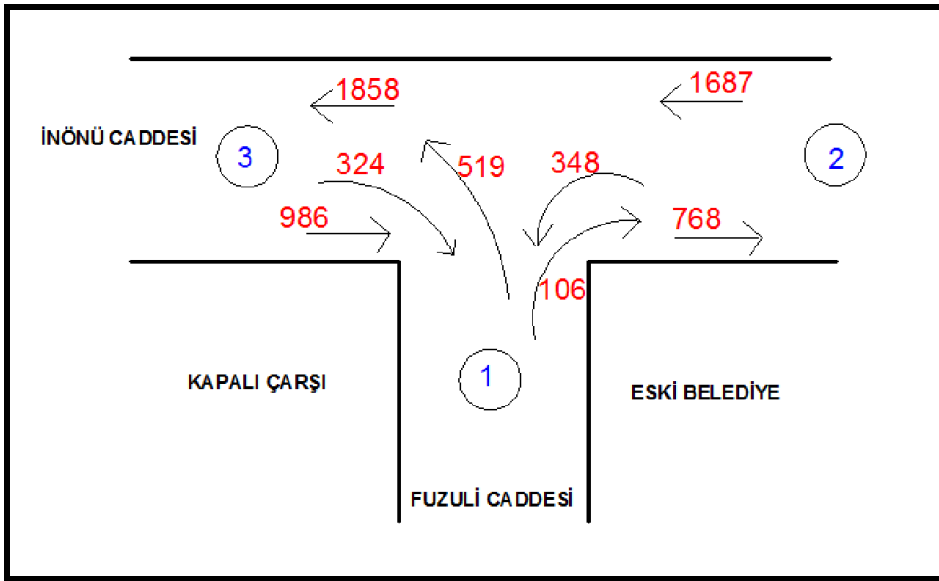 1858
1687
İNÖNÜ CADDESİ
3
324
519
348
2
986
768
106
1
KAPALI ÇARŞI
ESKİ BELEDİYE
FUZULİ CADDESİ